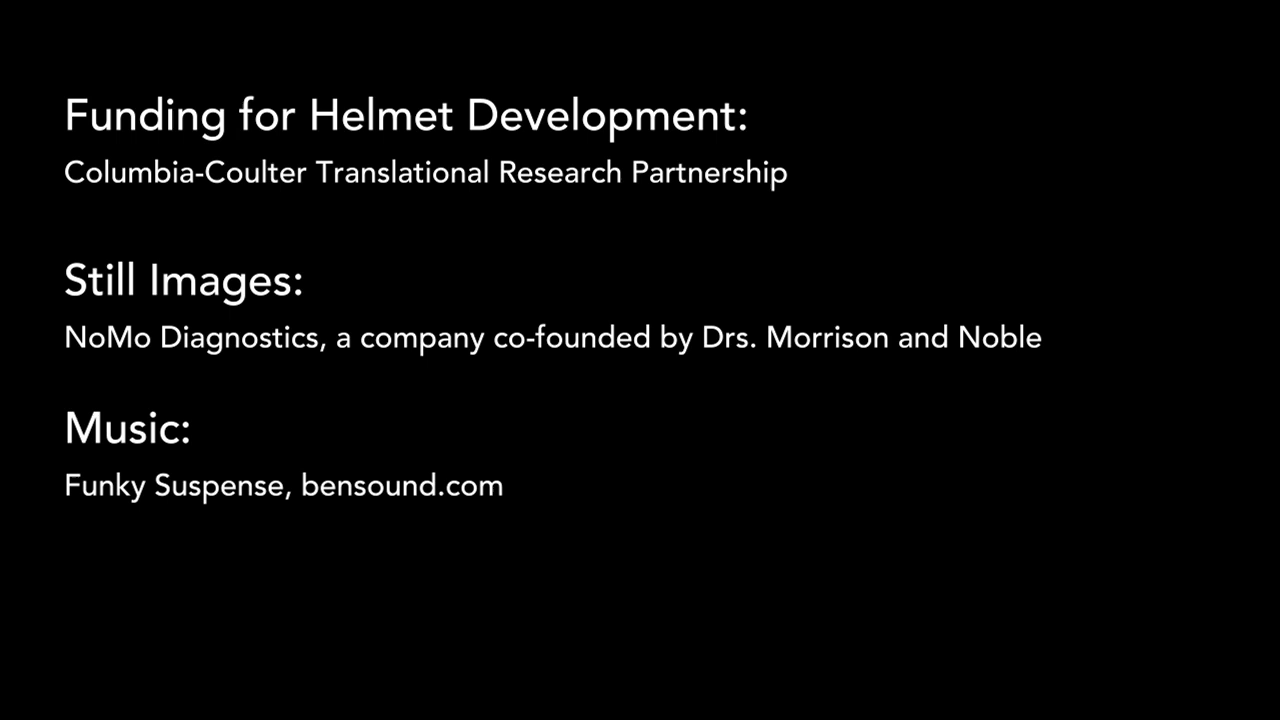 Funding for Helmet Development:
Columbia-Coulter Translational Research Partnership
Still Images:
NoMo Diagnostics, a company co-founded by Drs. Morrison and Noble
Music:
Funky Suspense, bensound.com